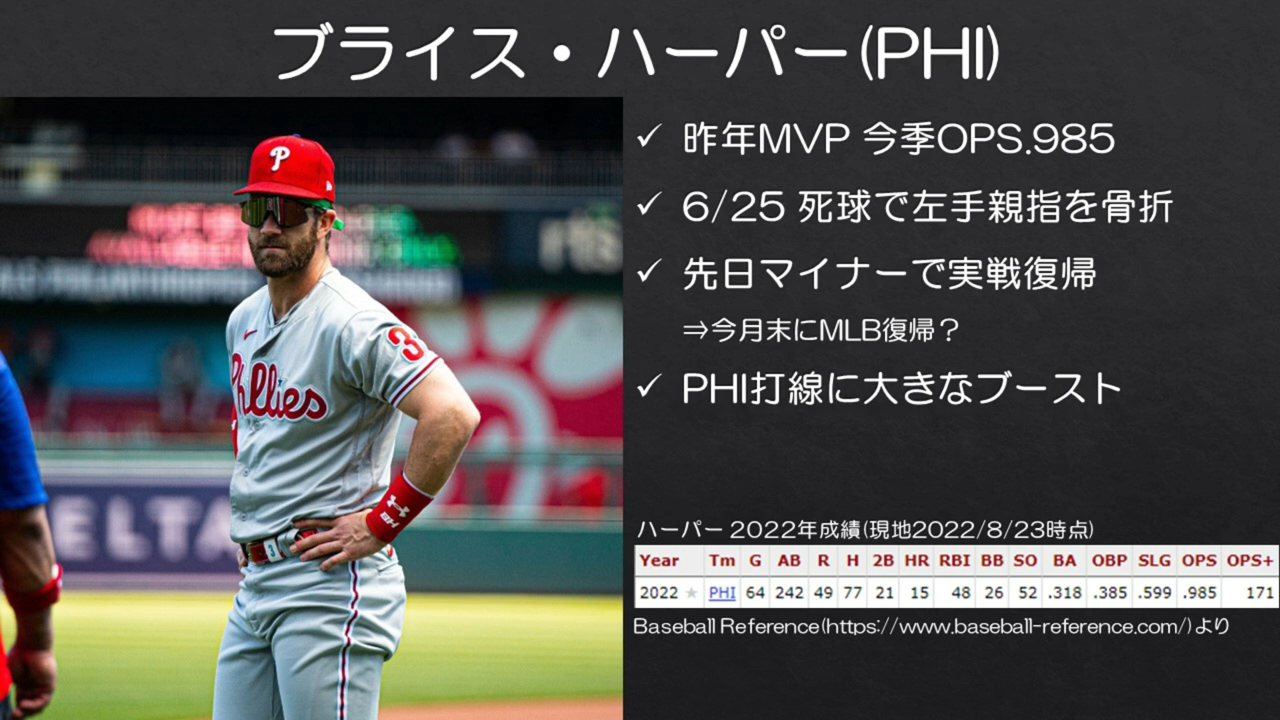 ブライス・ハーパー(PHI)
✓ 昨年MVP 今季OPS.985
✓ 6/25 死球で左手親指を骨折
✓ 先日マイナーで実戦復帰
⇒今月末にMLB復帰？
✓ PHI打線に大きなブースト
ハーパー 2022年成績(現地2022/8/23時点)
Year Tm G AB R H 2B HR RBI BB SO BA OBP SLG OPS OPS+
2022 ★ PHI 64 242 49 77 21 15 48 26 52 .318 .385 .599 .985 171
Baseball Reference(https://www.baseball-reference.com/)より
P
Phillies
3
3
BH
ELTA